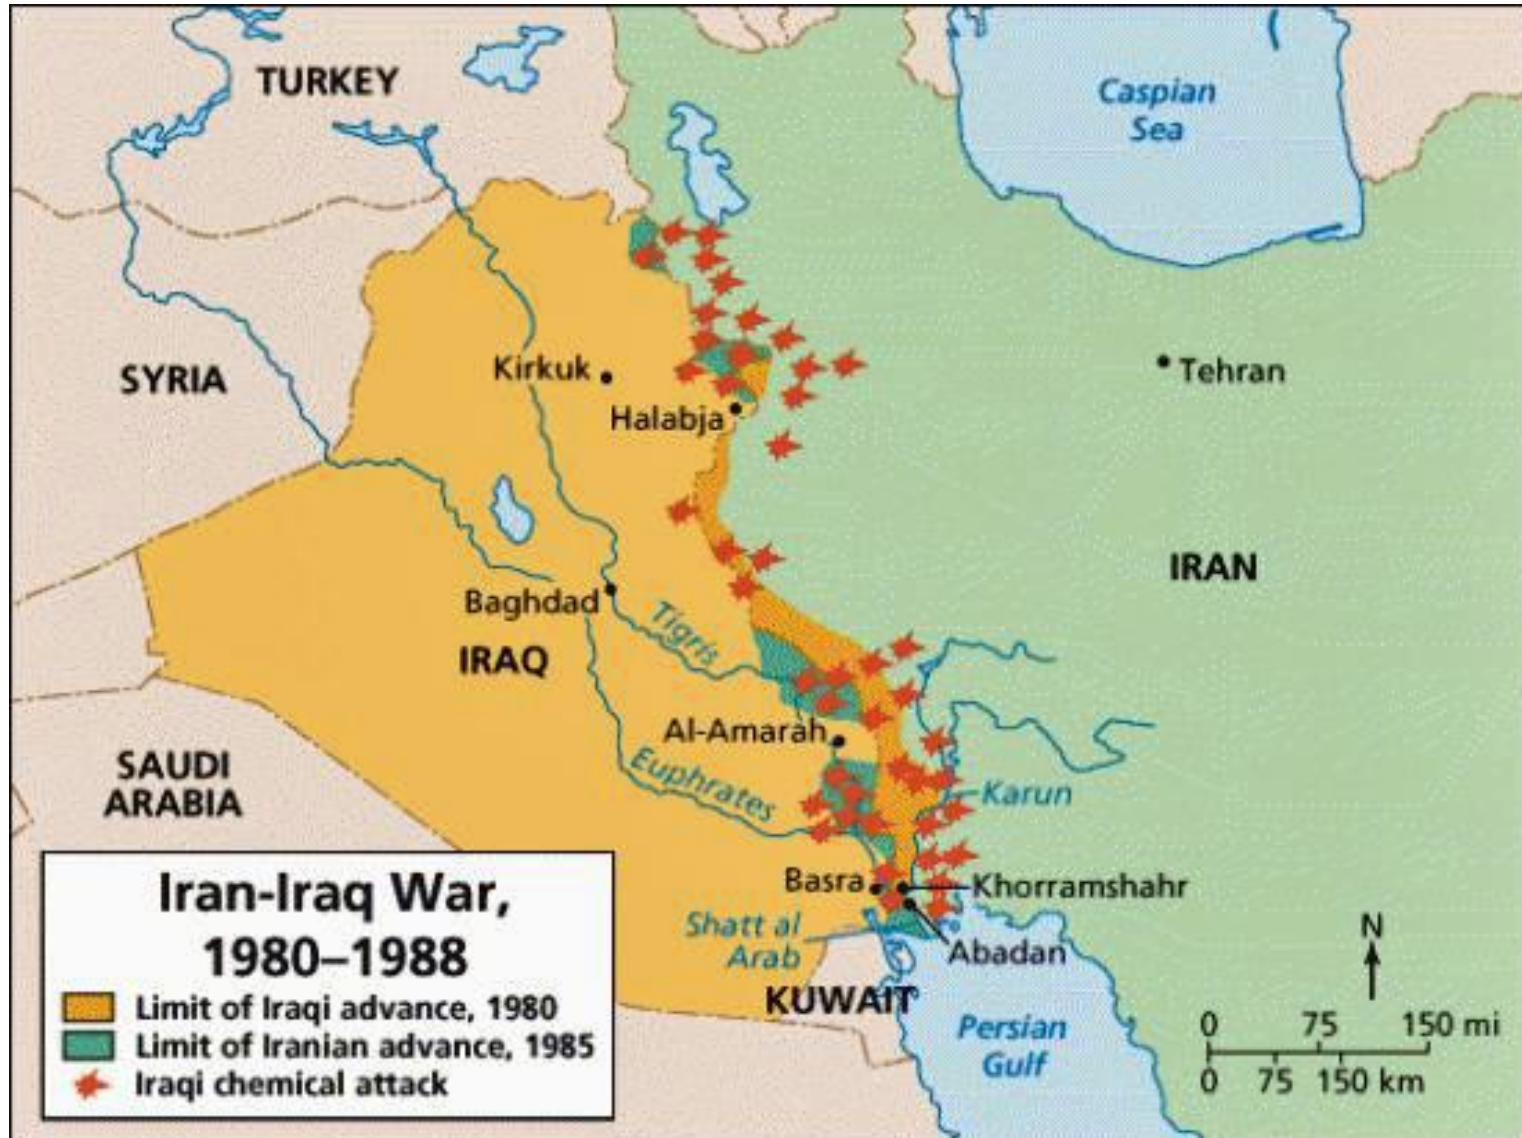 TURKEY
Caspian
Sea
SYRIA
Kirkuk
Halabja
Tehran
IRAN
Baghdad
Tigris
IRAQ
Al-Amarah
Euphrates
SAUDI
ARABIA
Karun
Basra
Khorramshahr
Shatt al
Arab
Abadan
KUWAIT
Persian
Gulf
N
0 75 150 mi
0 75 150 km
Iran-Iraq War,
1980–1988
Limit of Iraqi advance, 1980
Limit of Iranian advance, 1985
Iraqi chemical attack